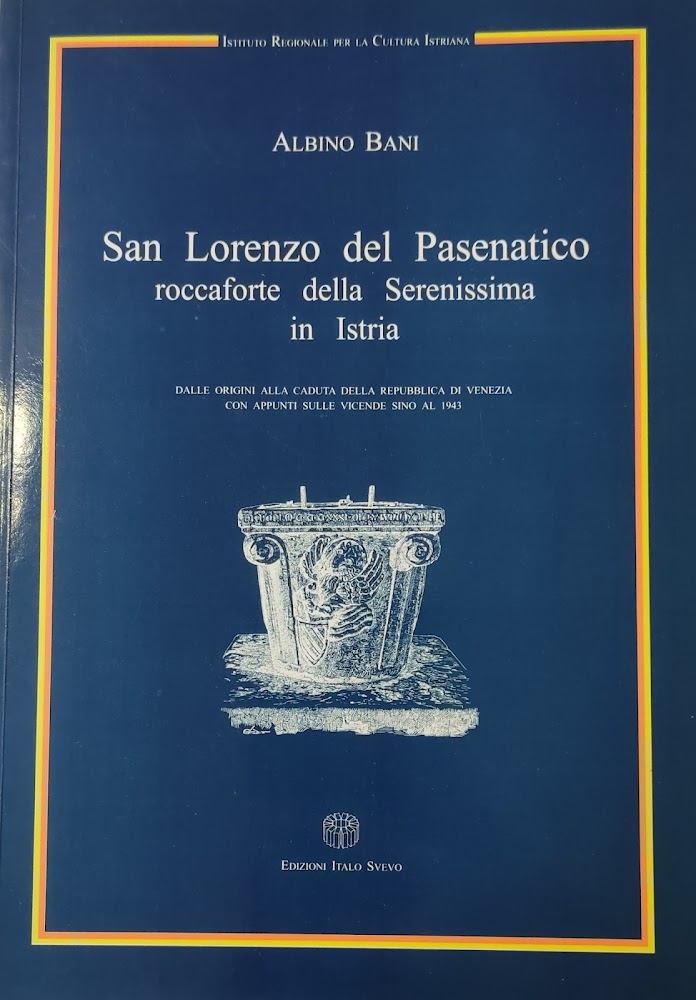 ISTITUTO REGIONALE PER LA CULTURA ISTRIANA
ALBINO BANI
San Lorenzo del Pasenatico
roccaforte della Serenissima
in Istria
DALLE ORIGINI ALLA CADUTA DELLA REPUBBLICA DI VENEZIA
CON APPUNTI SULLE VICENDE SINO AL 1943
EDIZIONI ITALO SVEVO